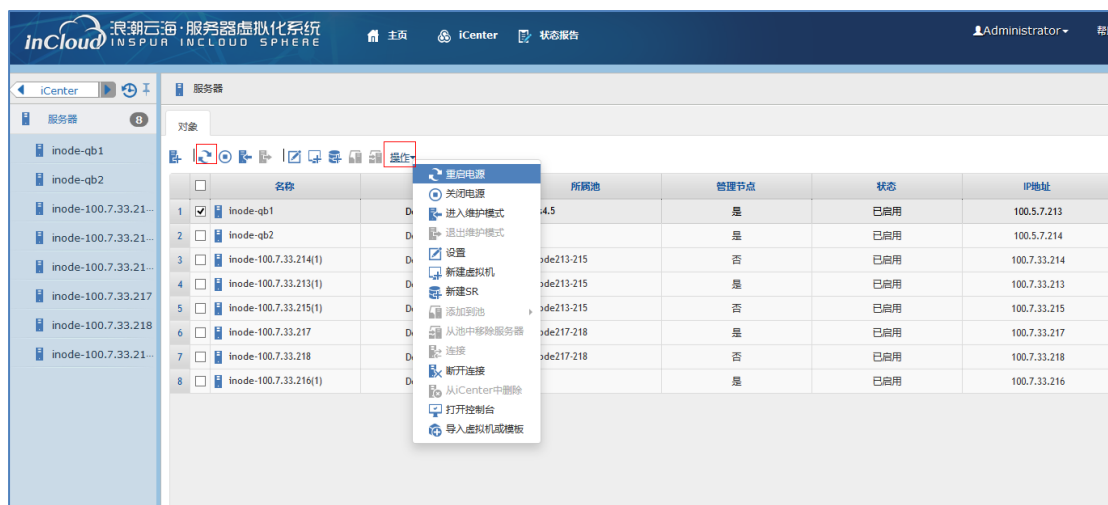 inCloud 浪潮云海·服务器虚拟化系统
INSPUR INCLOUD SPHERE
主页 iCenter 状态报告 Administrator 帮
iCenter
服务器 8
inode-qb1
inode-qb2
inode-100.7.33.21...
inode-100.7.33.21...
inode-100.7.33.21...
inode-100.7.33.217
inode-100.7.33.218
inode-100.7.33.21...
服务器
对象
操作
名称 所属池 管理节点 状态 IP地址
1 inode-qb1 De s4.5 是 已启用 100.5.7.213
2 inode-qb2 De 是 已启用 100.5.7.214
3 inode-100.7.33.214(1) De ode213-215 否 已启用 100.7.33.214
4 inode-100.7.33.213(1) De ode213-215 是 已启用 100.7.33.213
5 inode-100.7.33.215(1) De ode213-215 否 已启用 100.7.33.215
6 inode-100.7.33.217 De ode217-218 是 已启用 100.7.33.217
7 inode-100.7.33.218 De ode217-218 否 已启用 100.7.33.218
8 inode-100.7.33.216(1) De 是 已启用 100.7.33.216
重启电源
关闭电源
进入维护模式
退出维护模式
设置
新建虚拟机
新建SR
添加到池
从池中移除服务器
连接
断开连接
从iCenter中删除
打开控制台
导入虚拟机或模板